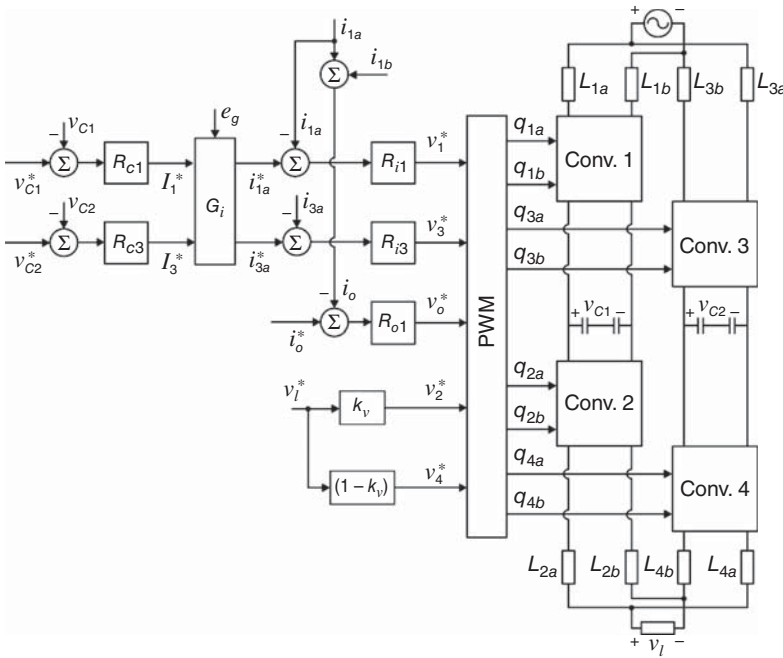 + −
i1a
i1b
L1a L1b L3b L3a
eg
− vC1
i1a
−
v1*
q1a
Conv. 1
Σ
Σ Rc1 Σ Ri1
vC1* I1* i1a*
Gi
q1b
− vC2
− i3a
v3*
q3a
Conv. 3
Σ Rc3 Σ Ri3
vC2* I3* i3a*
q3b
PWM
− io
vo*
Σ Ro1
io*
+ vC1 − + vC2 −
vl* kv v2*
q2a
Conv. 2
q2b
(1 − kv) v4*
q4a
Conv. 4
q4b
L2a L2b L4b L4a
+ vl −